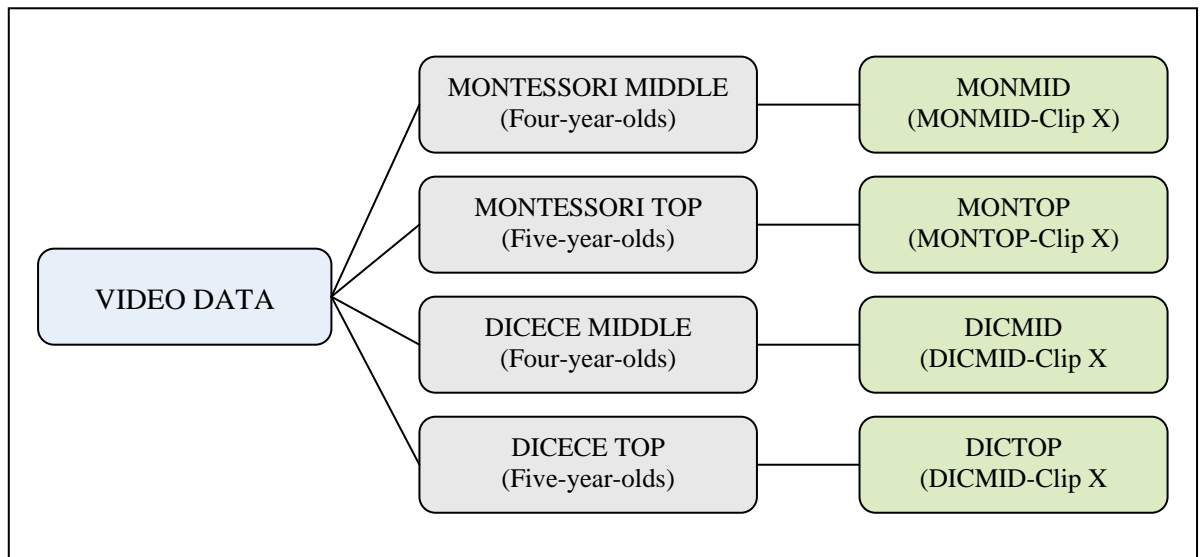 MONTESSORI MIDDLE
(Four-year-olds)
MONMID
(MONMID-Clip X)
MONTESSORI TOP
(Five-year-olds)
MONTOP
(MONTOP-Clip X)
VIDEO DATA
DICECE MIDDLE
(Four-year-olds)
DICMID
(DICMID-Clip X
DICECE TOP
(Five-year-olds)
DICTOP
(DICMID-Clip X